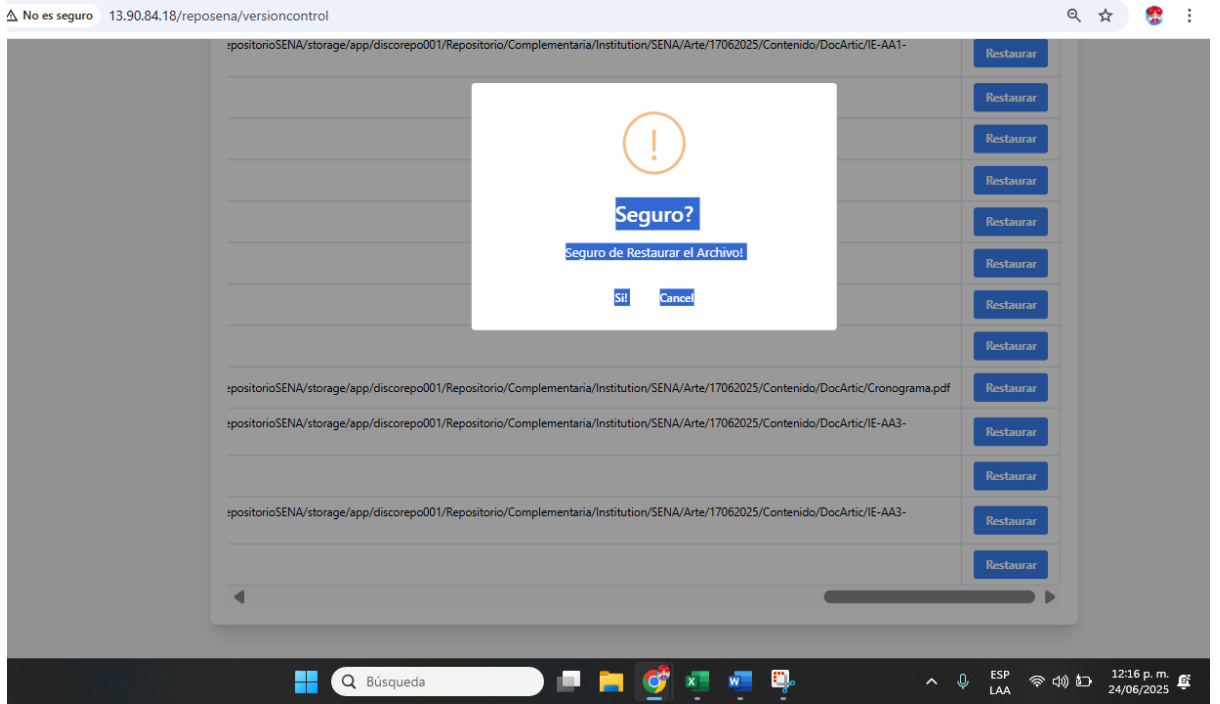 No es seguro 13.90.84.18/reposena/versioncontrol
epositorioSENA/storage/app/discorepo001/Repositorio/Complementaria/Institution/SENA/Arte/17062025/Contenido/DocArtic/IE-AA1- Restaurar
Restaurar
Restaurar
Restaurar
Seguro?
Restaurar
Seguro de Restaurar el Archivo!
Restaurar
Si! Cancel
Restaurar
Restaurar
epositorioSENA/storage/app/discorepo001/Repositorio/Complementaria/Institution/SENA/Arte/17062025/Contenido/DocArtic/Cronograma.pdf Restaurar
epositorioSENA/storage/app/discorepo001/Repositorio/Complementaria/Institution/SENA/Arte/17062025/Contenido/DocArtic/IE-AA3- Restaurar
Restaurar
epositorioSENA/storage/app/discorepo001/Repositorio/Complementaria/Institution/SENA/Arte/17062025/Contenido/DocArtic/IE-AA3- Restaurar
Restaurar
Búsqueda
ESP
LAA
12:16 p. m.
24/06/2025